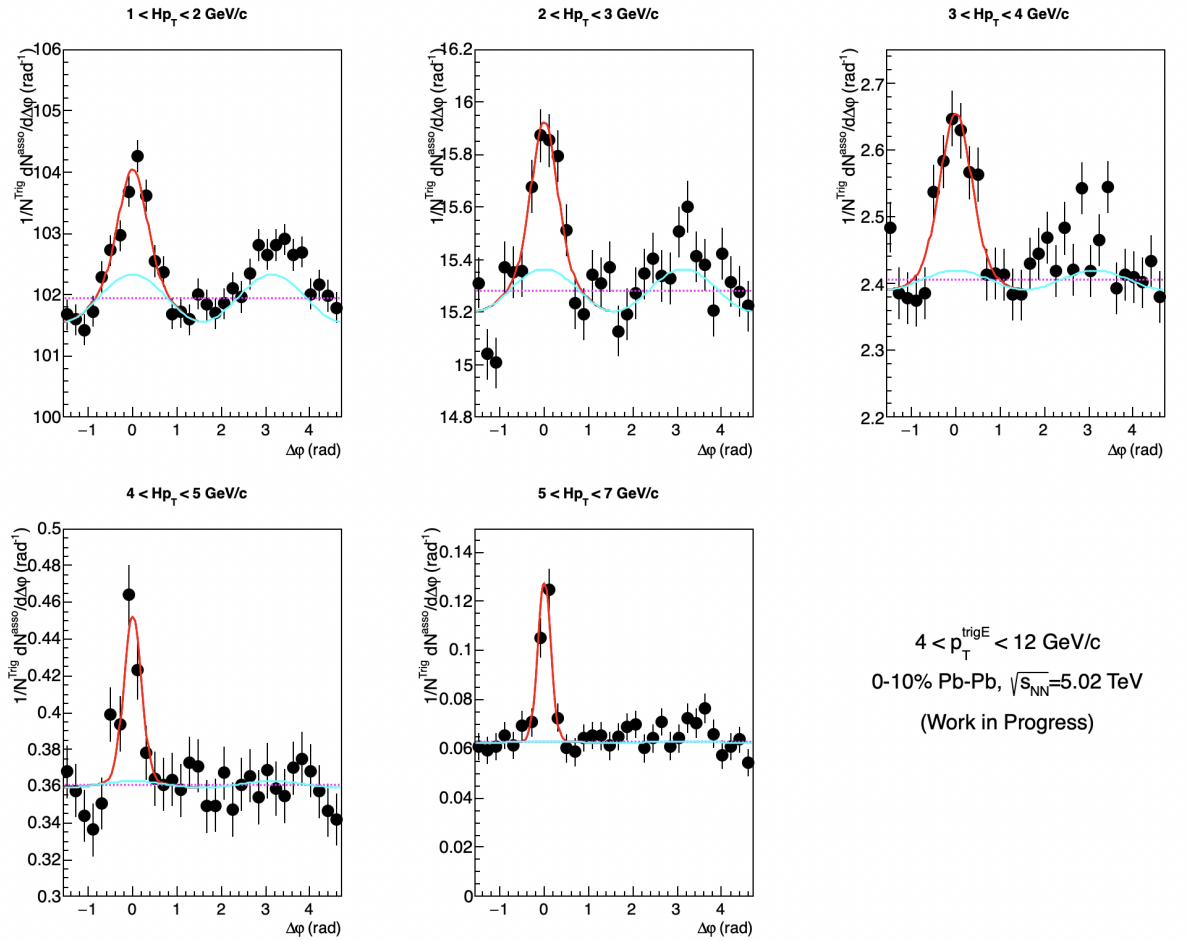 1 < Hp_T < 2 GeV/c
1/N^Trig dN^asso/dΔφ (rad^-1)
106
105
104
103
102
101
100
−1 0 1 2 3 4
Δφ (rad)
2 < Hp_T < 3 GeV/c
1/N^Trig dN^asso/dΔφ (rad^-1)
16.2
16
15.8
15.6
15.4
15.2
15
14.8
−1 0 1 2 3 4
Δφ (rad)
3 < Hp_T < 4 GeV/c
1/N^Trig dN^asso/dΔφ (rad^-1)
2.7
2.6
2.5
2.4
2.3
2.2
−1 0 1 2 3 4
Δφ (rad)
4 < Hp_T < 5 GeV/c
1/N^Trig dN^asso/dΔφ (rad^-1)
0.5
0.48
0.46
0.44
0.42
0.4
0.38
0.36
0.34
0.32
0.3
−1 0 1 2 3 4
Δφ (rad)
5 < Hp_T < 7 GeV/c
1/N^Trig dN^asso/dΔφ (rad^-1)
0.14
0.12
0.1
0.08
0.06
0.04
0.02
0
−1 0 1 2 3 4
Δφ (rad)
4 < p_T^trigE < 12 GeV/c
0-10% Pb-Pb, √s_NN=5.02 TeV
(Work in Progress)